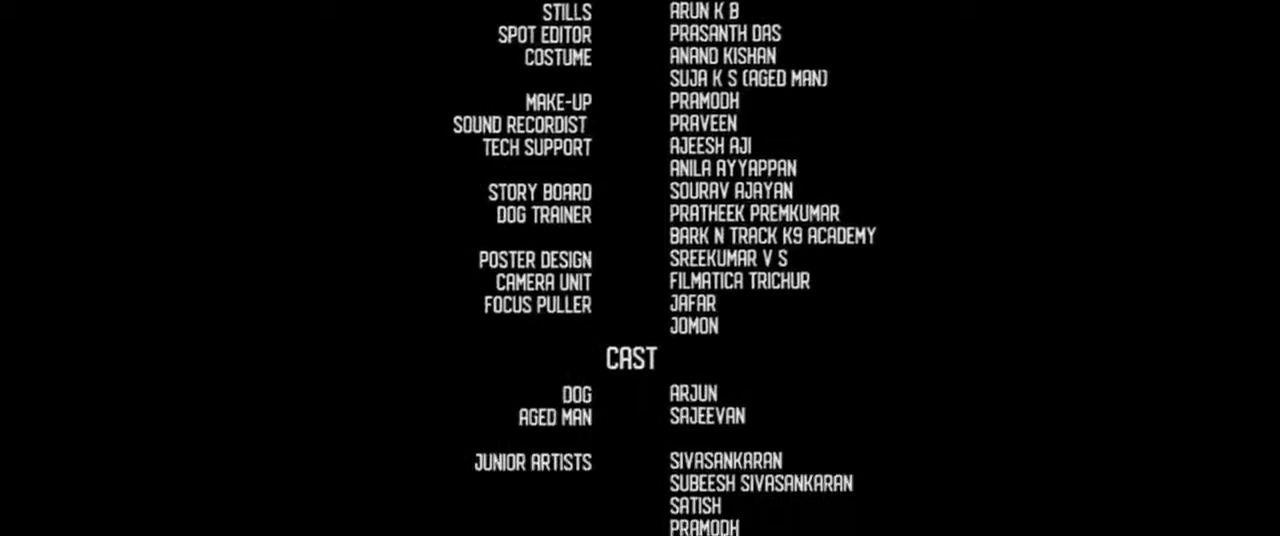 STILLS ARUN K B
SPOT EDITOR PRASANTH DAS
COSTUME ANAND KISHAN
SUJA K S (AGED MAN)
MAKE-UP PRAMODH
SOUND RECORDIST PRAVEEN
TECH SUPPORT AJEESH AJI
ANILA AYYAPPAN
STORY BOARD SOURAV AJAYAN
DOG TRAINER PRATHEEK PREMKUMAR
BARK N TRACK K9 ACADEMY
POSTER DESIGN SREEKUMAR V S
CAMERA UNIT FILMATICA TRICHUR
FOCUS PULLER JAFAR
JOMON
CAST
DOG ARJUN
AGED MAN SAJEEVAN
JUNIOR ARTISTS SIVASANKARAN
SUBEESH SIVASANKARAN
SATISH
PRAMODH